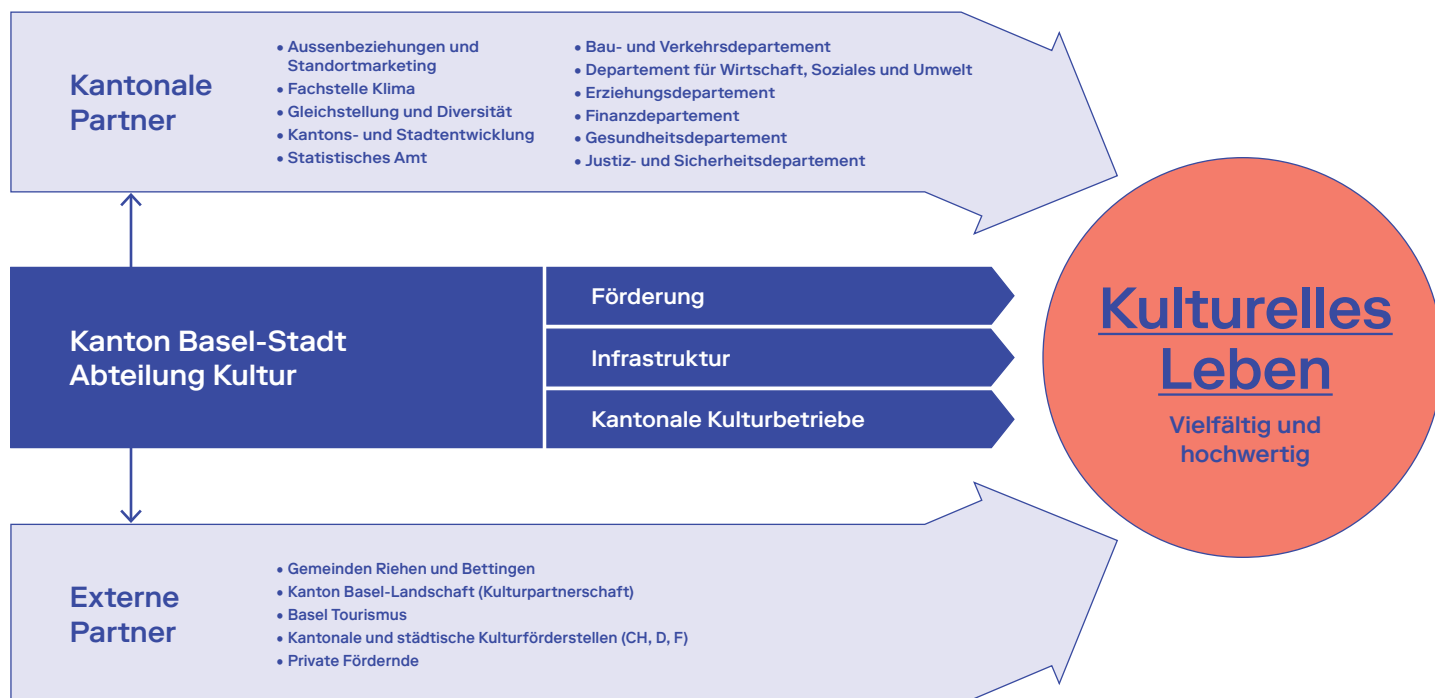 Kantonale
Partner
• Aussenbeziehungen und
Standortmarketing
• Fachstelle Klima
• Gleichstellung und Diversität
• Kantons- und Stadtentwicklung
• Statistisches Amt
• Bau- und Verkehrsdepartement
• Departement für Wirtschaft, Soziales und Umwelt
• Erziehungsdepartement
• Finanzdepartement
• Gesundheitsdepartement
• Justiz- und Sicherheitsdepartement
Kanton Basel-Stadt
Abteilung Kultur
Förderung
Infrastruktur
Kantonale Kulturbetriebe
Kulturelles
Leben
Vielfältig und
hochwertig
Externe
Partner
• Gemeinden Riehen und Bettingen
• Kanton Basel-Landschaft (Kulturpartnerschaft)
• Basel Tourismus
• Kantonale und städtische Kulturförderstellen (CH, D, F)
• Private Fördernde